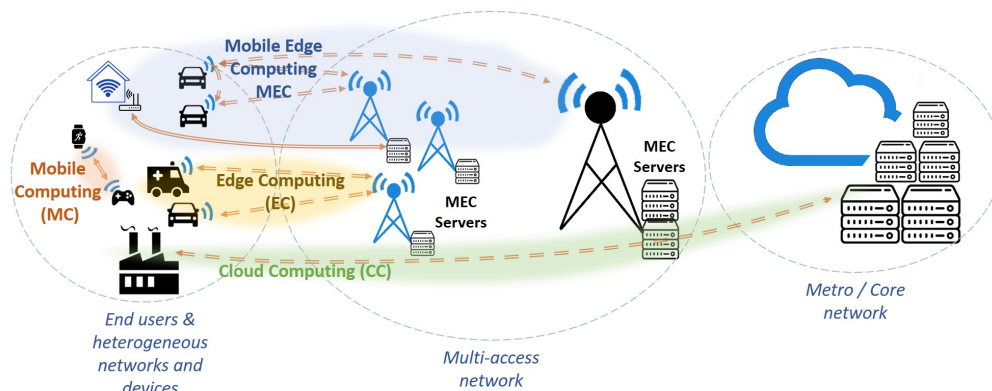 Mobile Edge
Computing
MEC
Mobile
Computing
(MC)
Edge Computing
(EC)
MEC
Servers
MEC
Servers
Cloud Computing (CC)
End users &
heterogeneous
networks and
devices
Multi-access
network
Metro / Core
network